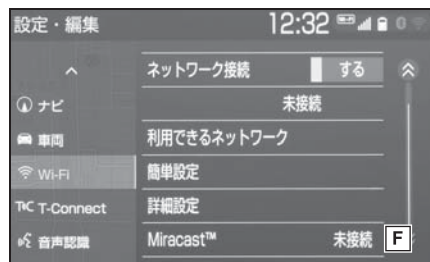 設定・編集 12:32
ネットワーク接続 する
ナビ 未接続
車両 利用できるネットワーク
Wi-Fi 簡単設定
T-Connect 詳細設定
音声認識 Miracast™ 未接続 F